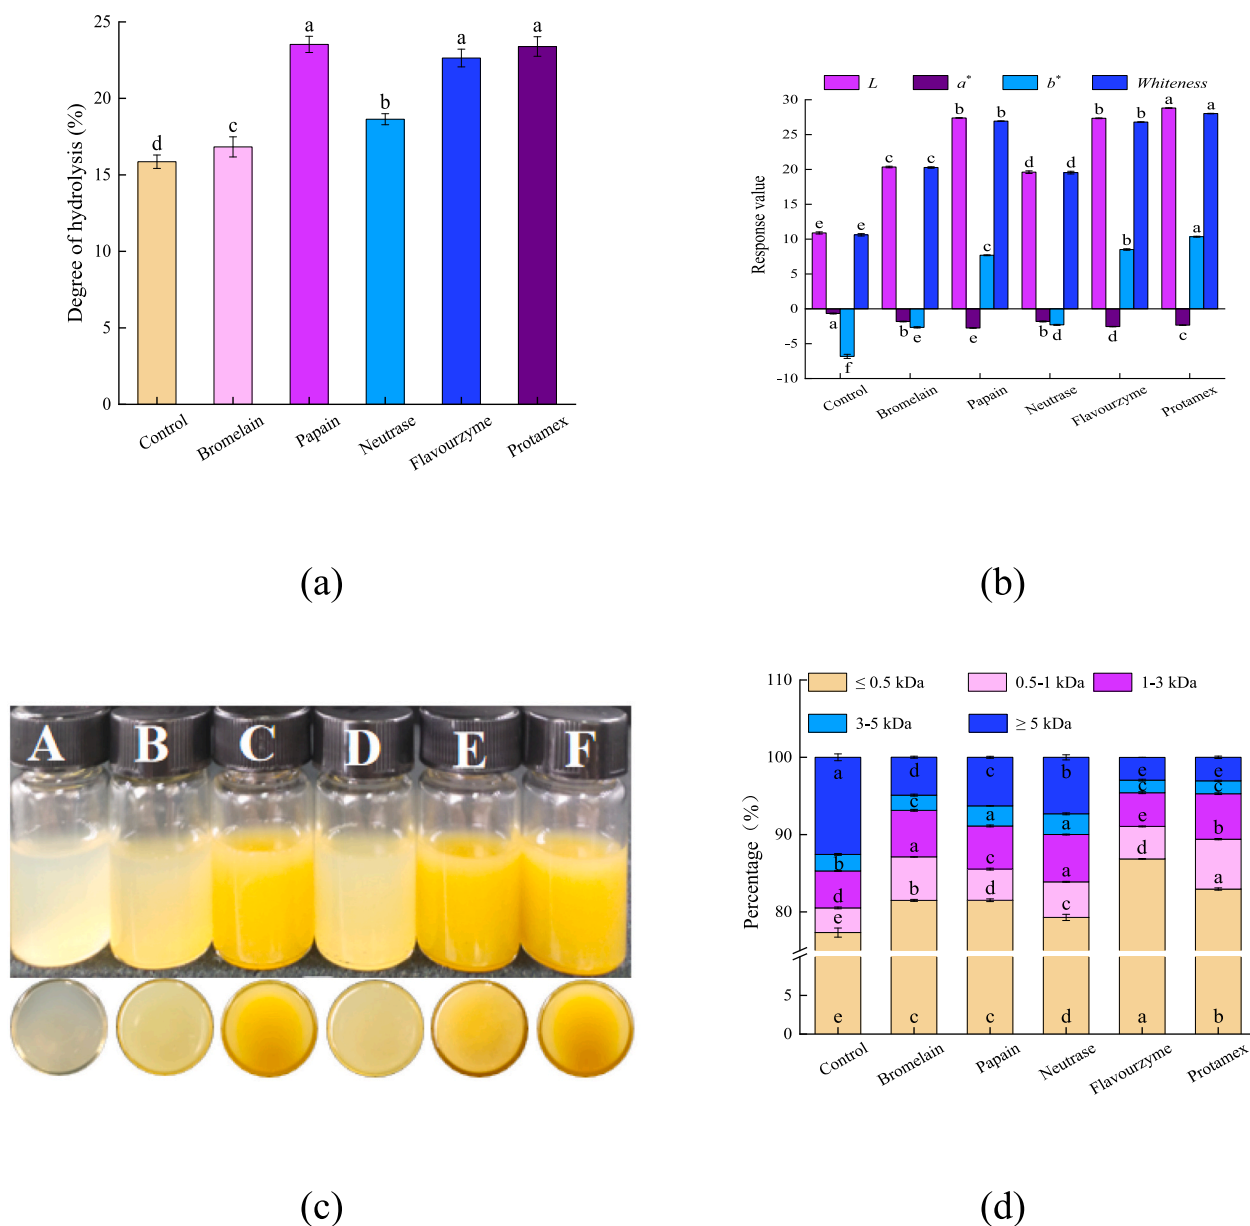 25
20
15
10
5
0
Degree of hydrolysis (%)
d
c
a
b
a
a
Control
Bromelain
Papain
Neutrase
Flavourzyme
Protamex
(a)
L
a*
b*
Whiteness
30
25
20
15
10
5
0
-5
-10
Response value
e
a
f
e
c
b
e
c
b
e
c
b
d
b
d
d
b
d
b
b
a
c
a
a
Control
Bromelain
Papain
Neutrase
Flavourzyme
Protamex
(b)
A B C D E F
(c)
≤ 0.5 kDa
0.5-1 kDa
1-3 kDa
3-5 kDa
≥ 5 kDa
110
100
90
80
5
0
Percentage (%)
a
b
d
e
e
d
c
a
b
c
c
a
c
d
c
b
a
a
c
d
e
c
e
d
a
e
c
b
a
b
Control
Bromelain
Papain
Neutrase
Flavourzyme
Protamex
(d)